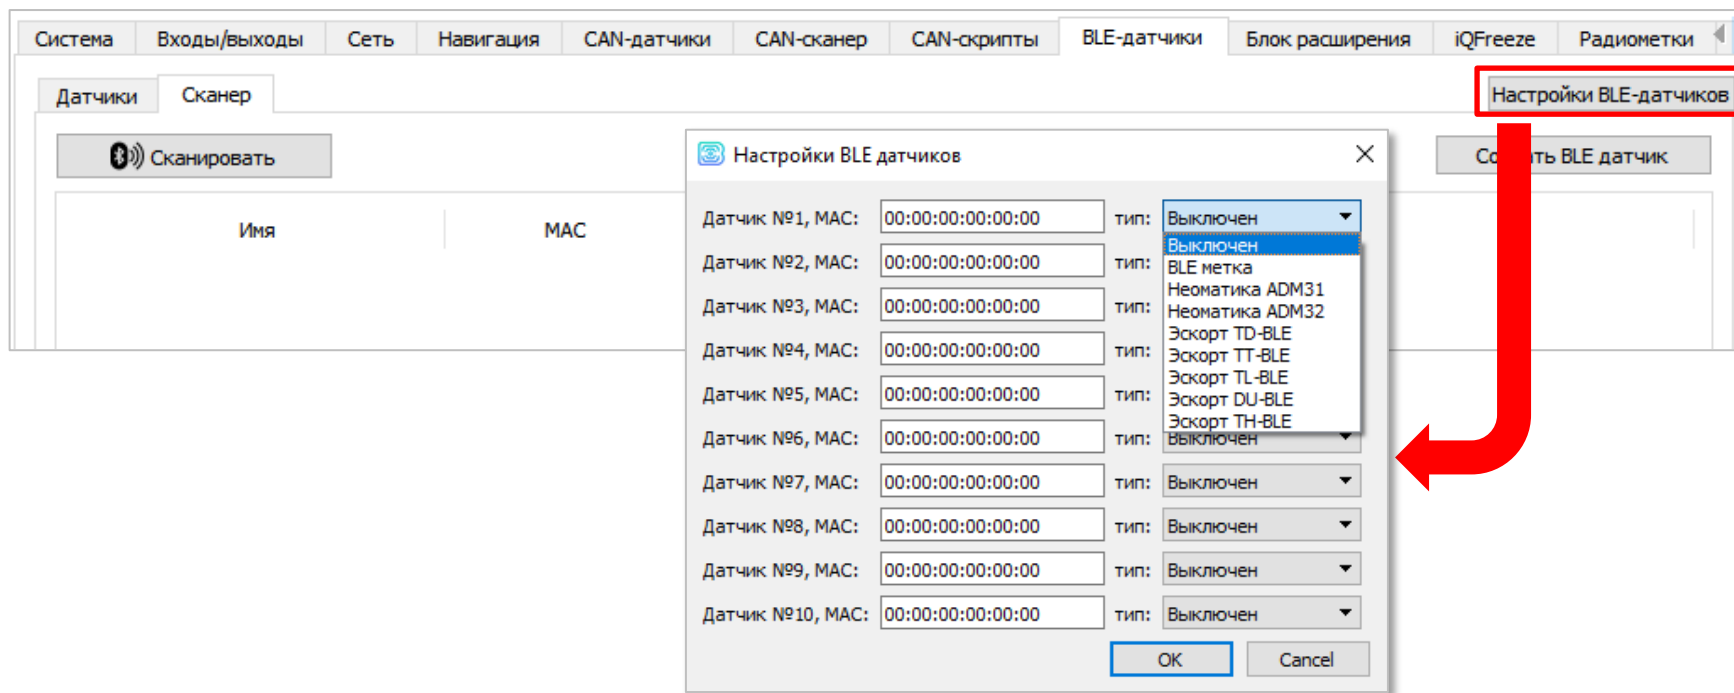 Система Входы/выходы Сеть Навигация CAN-датчики CAN-сканер CAN-скрипты BLE-датчики Блок расширения iQFreeze Радиометки
Датчики Сканер Настройки BLE-датчиков
Сканировать
BLE датчик
Имя MAC
Настройки BLE датчиков
Датчик №1, MAC: 00:00:00:00:00:00 тип: Выключен
Выключен
BLE метка
Неоматика ADM31
Неоматика ADM32
Эскорт TD-BLE
Эскорт TT-BLE
Эскорт TL-BLE
Эскорт DU-BLE
Эскорт TH-BLE
Датчик №2, MAC: 00:00:00:00:00:00 тип:
Датчик №3, MAC: 00:00:00:00:00:00 тип:
Датчик №4, MAC: 00:00:00:00:00:00 тип:
Датчик №5, MAC: 00:00:00:00:00:00 тип:
Датчик №6, MAC: 00:00:00:00:00:00 тип: Выключен
Датчик №7, MAC: 00:00:00:00:00:00 тип: Выключен
Датчик №8, MAC: 00:00:00:00:00:00 тип: Выключен
Датчик №9, MAC: 00:00:00:00:00:00 тип: Выключен
Датчик №10, MAC: 00:00:00:00:00:00 тип: Выключен
OK Cancel